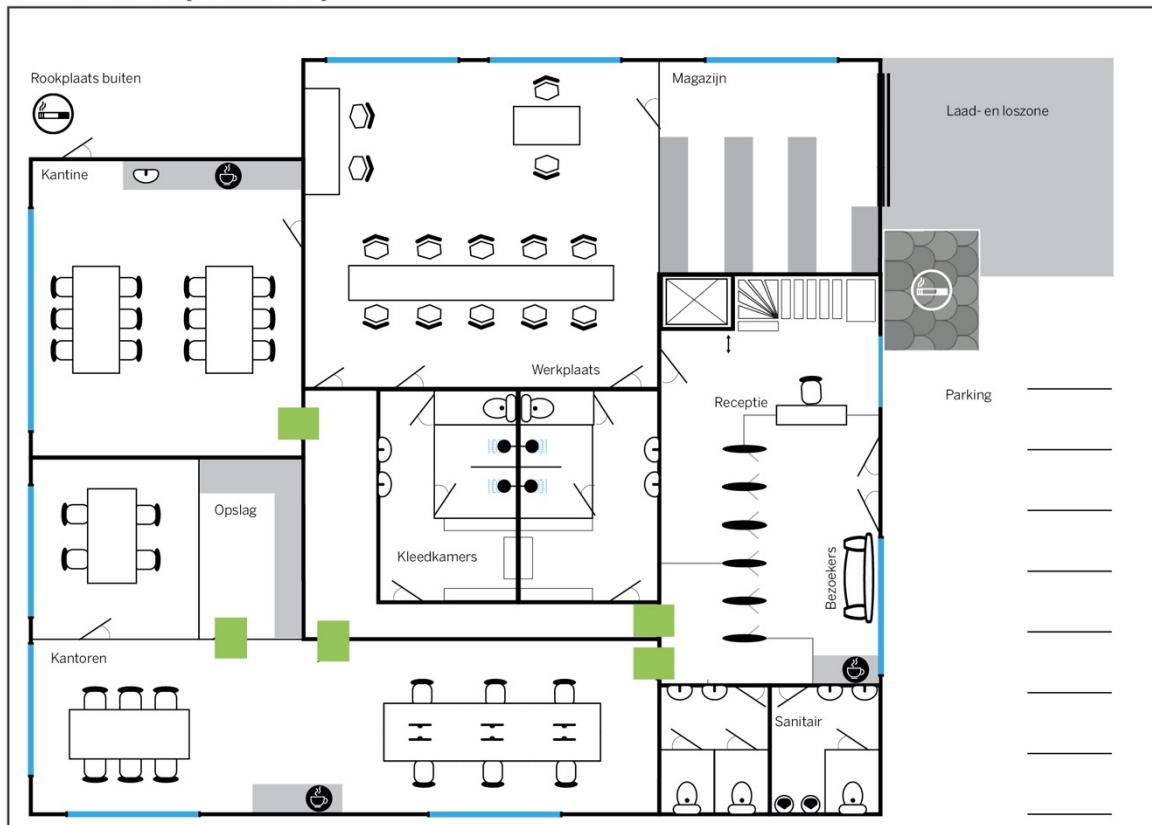 Rookplaats buiten
Magazijn
Laad- en loszone
Kantine
Werkplaats
Receptie
Parking
Opslag
Kleedkamers
Bezoekers
Kantoren
Sanitair